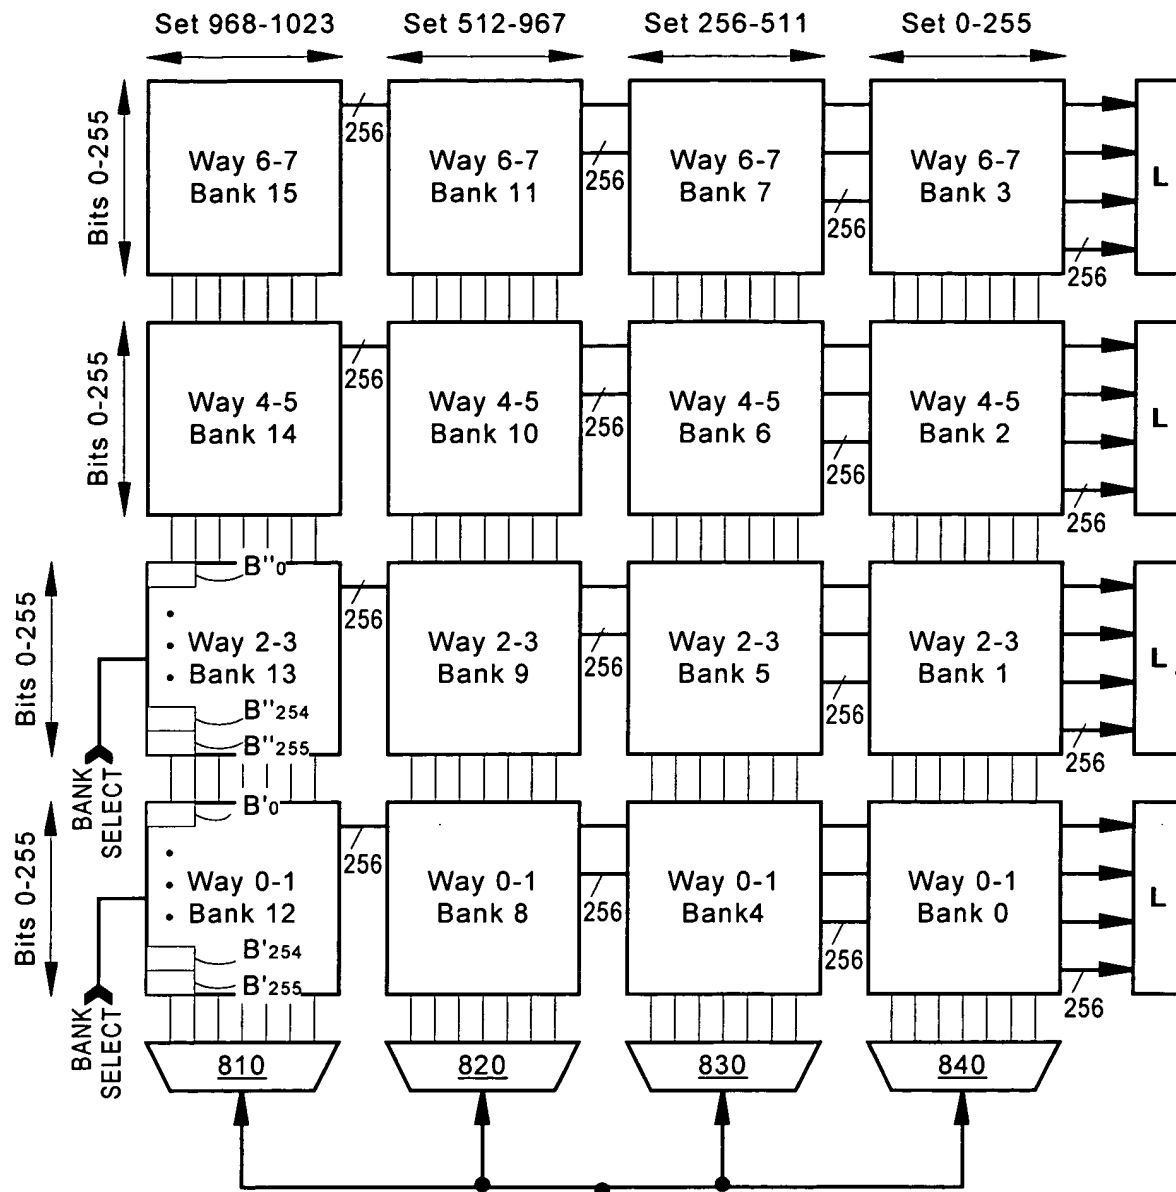 Set 968-1023 Set 512-967 Set 256-511 Set 0-255
Bits 0-255
Way 6-7
Bank 15
256
Way 6-7
Bank 11
256
Way 6-7
Bank 7
256
Way 6-7
Bank 3
256
L
Bits 0-255
Way 4-5
Bank 14
256
Way 4-5
Bank 10
256
Way 4-5
Bank 6
256
Way 4-5
Bank 2
256
L
Bits 0-255
BANK
SELECT
B"0
Way 2-3
Bank 13
B"254
B"255
256
Way 2-3
Bank 9
256
Way 2-3
Bank 5
256
Way 2-3
Bank 1
256
L
Bits 0-255
BANK
SELECT
B'0
Way 0-1
Bank 12
B'254
B'255
256
Way 0-1
Bank 8
256
Way 0-1
Bank4
256
Way 0-1
Bank 0
256
L
810 820 830 840